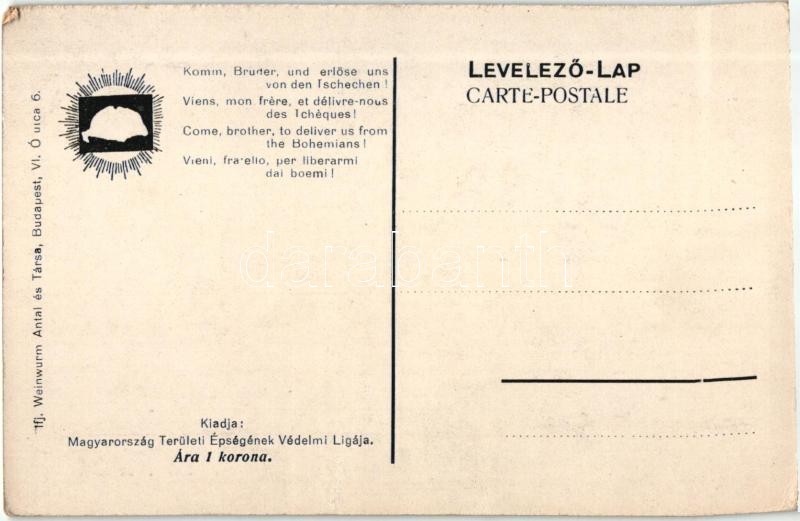 Komm, Bruder, und erlöse uns
von den Tschechen!
Viens, mon frère, et délivre-nous
des Tchèques!
Come, brother, to deliver us from
the Bohemians!
Vieni, fratello, per liberarmi
dai boemi!
Ifj. Weinwurm Antal és Társa, Budapest, VI. Ó utca 6.
Kiadja:
Magyarország Területi Épségének Védelmi Ligája.
Ára 1 korona.
LEVELEZŐ-LAP
CARTE-POSTALE
darabanth